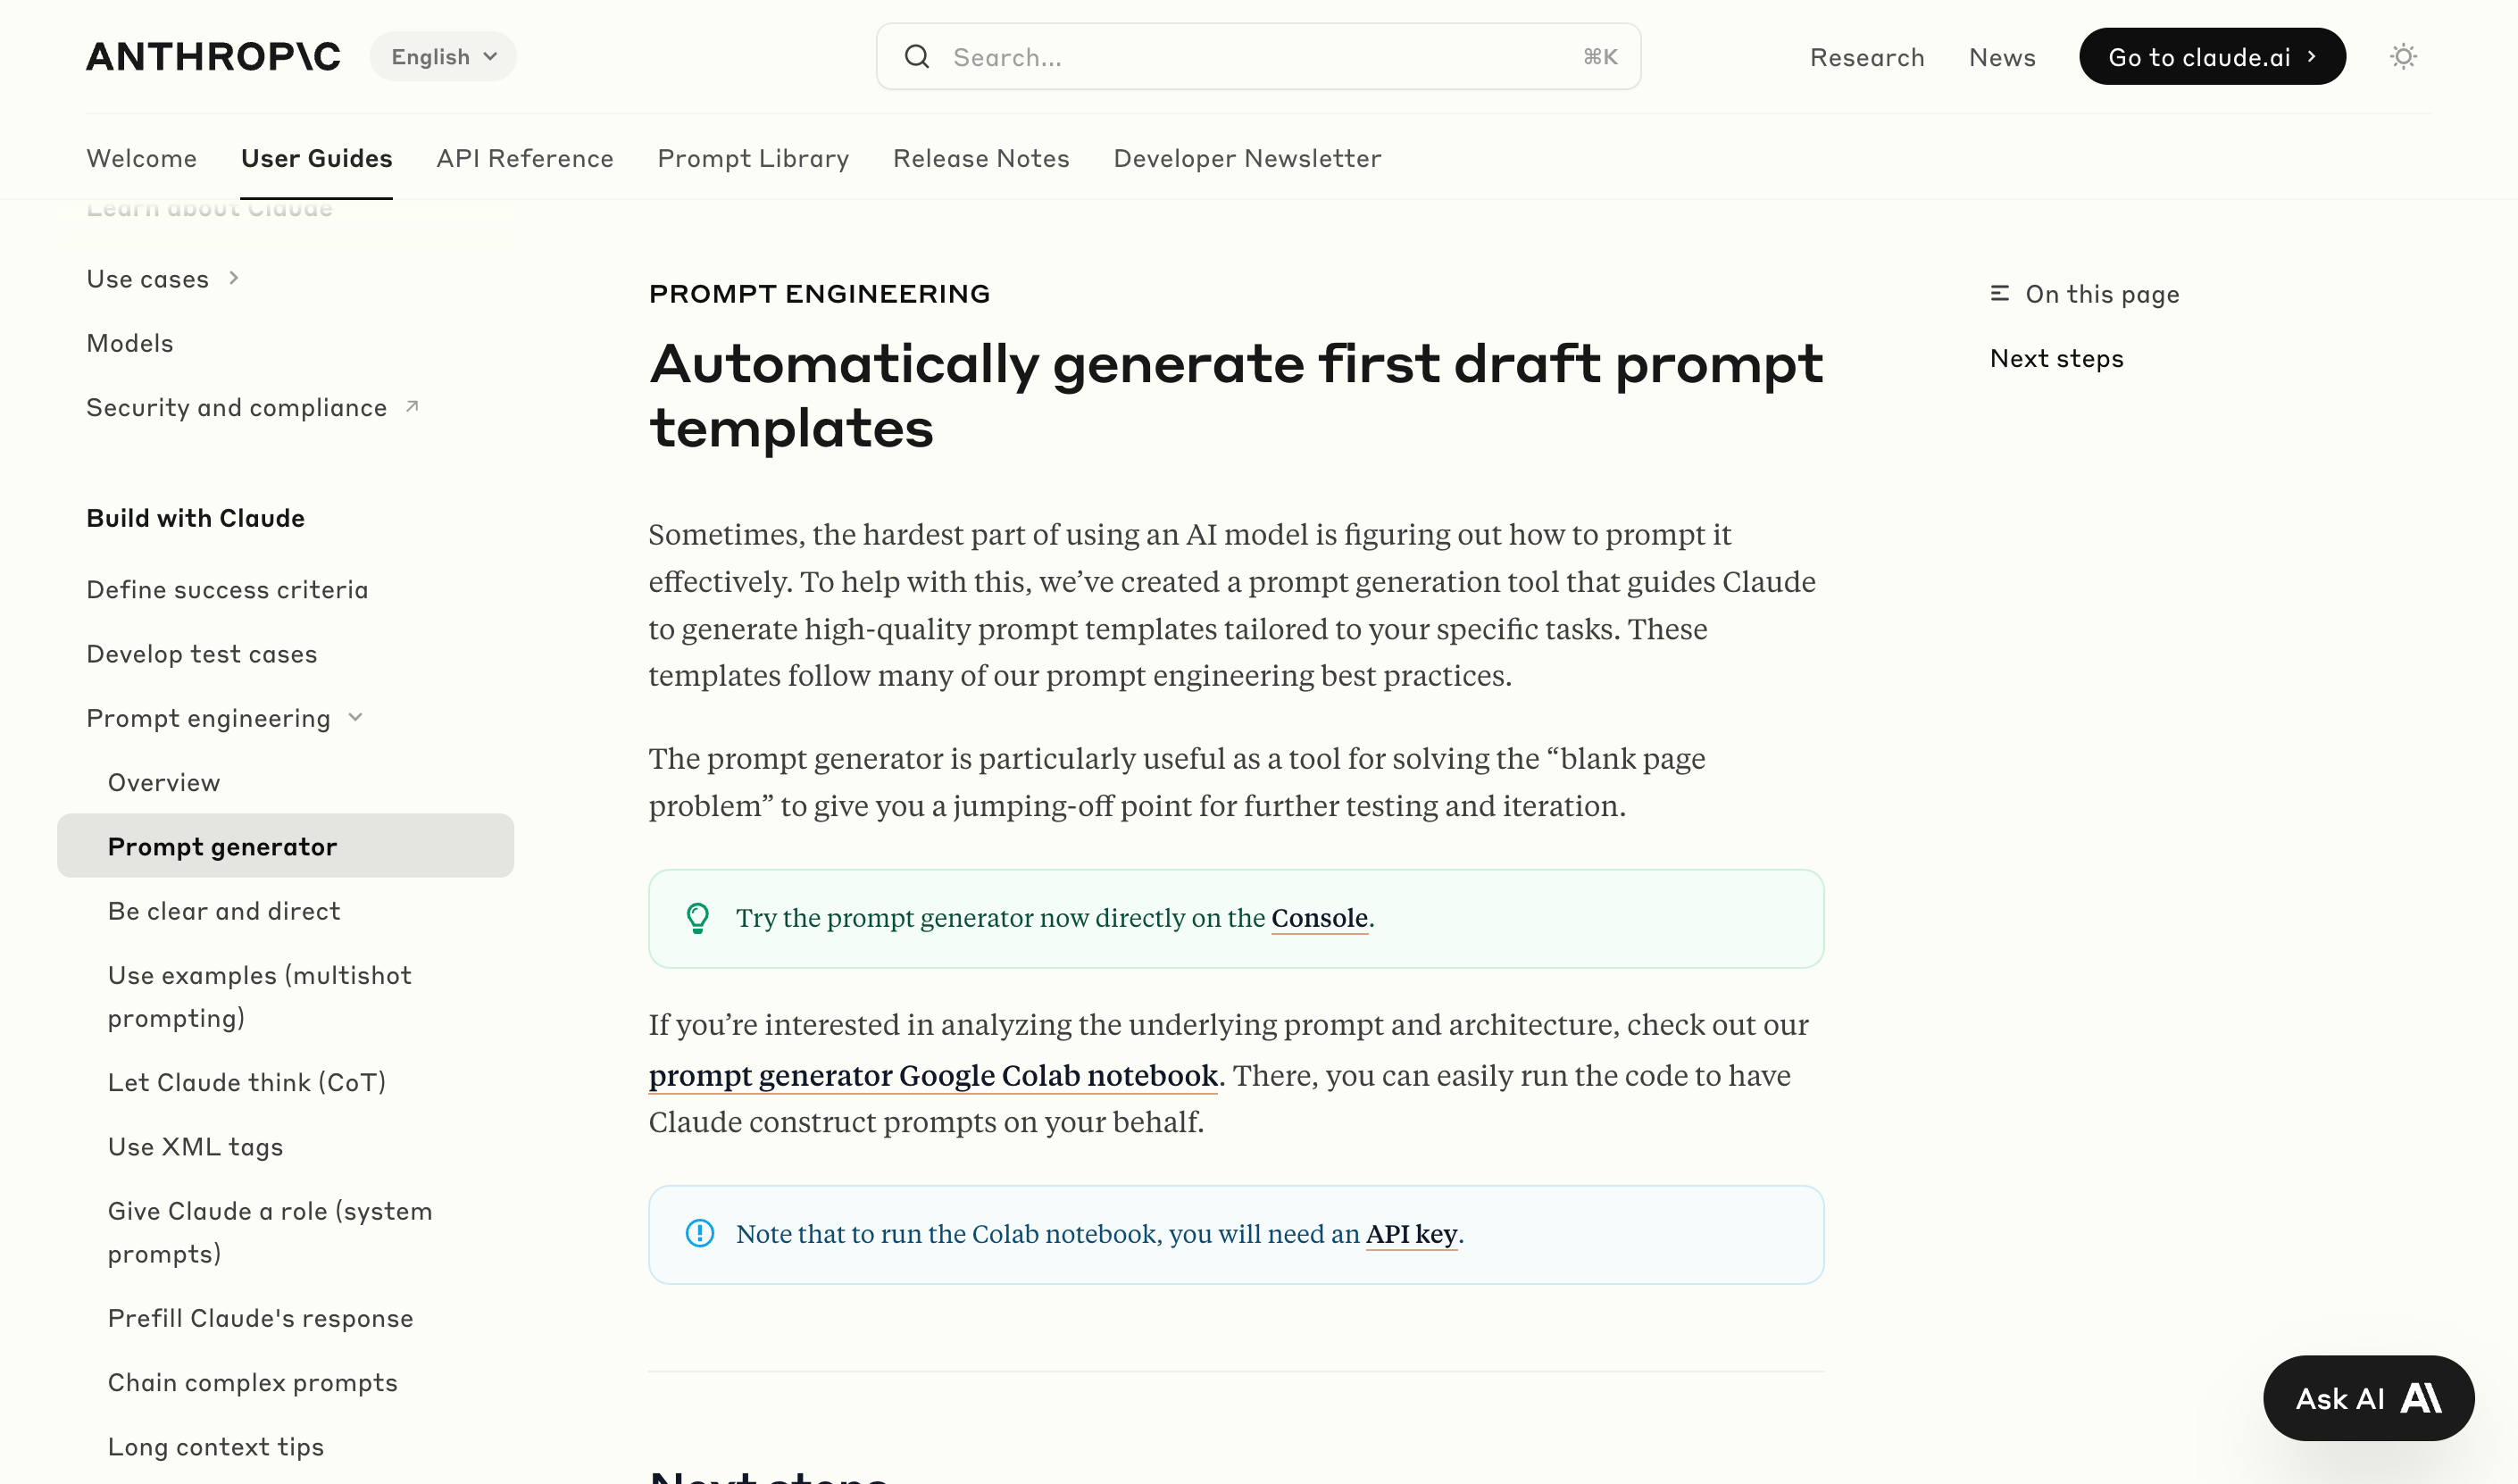 ANTHROP\C
English
Search...
⌘K
Research
News
Go to claude.ai
Welcome
User Guides
API Reference
Prompt Library
Release Notes
Developer Newsletter
Learn about Claude
Use cases
Models
Security and compliance
Build with Claude
Define success criteria
Develop test cases
Prompt engineering
Overview
Prompt generator
Be clear and direct
Use examples (multishot
prompting)
Let Claude think (CoT)
Use XML tags
Give Claude a role (system
prompts)
Prefill Claude's response
Chain complex prompts
Long context tips
PROMPT ENGINEERING
Automatically generate first draft prompt
templates
Sometimes, the hardest part of using an AI model is figuring out how to prompt it
effectively. To help with this, we’ve created a prompt generation tool that guides Claude
to generate high-quality prompt templates tailored to your specific tasks. These
templates follow many of our prompt engineering best practices.
The prompt generator is particularly useful as a tool for solving the “blank page
problem” to give you a jumping-off point for further testing and iteration.
Try the prompt generator now directly on the Console.
If you’re interested in analyzing the underlying prompt and architecture, check out our
prompt generator Google Colab notebook. There, you can easily run the code to have
Claude construct prompts on your behalf.
Note that to run the Colab notebook, you will need an API key.
Next steps
On this page
Next steps
Ask AI